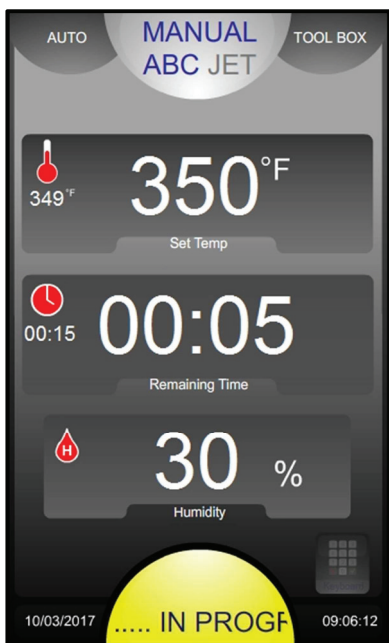 AUTO
MANUAL
TOOL BOX
ABC JET
349°F
350°F
Set Temp
00:15
00:05
Remaining Time
H
30 %
Humidity
10/03/2017
..... IN PROGR
09:06:12